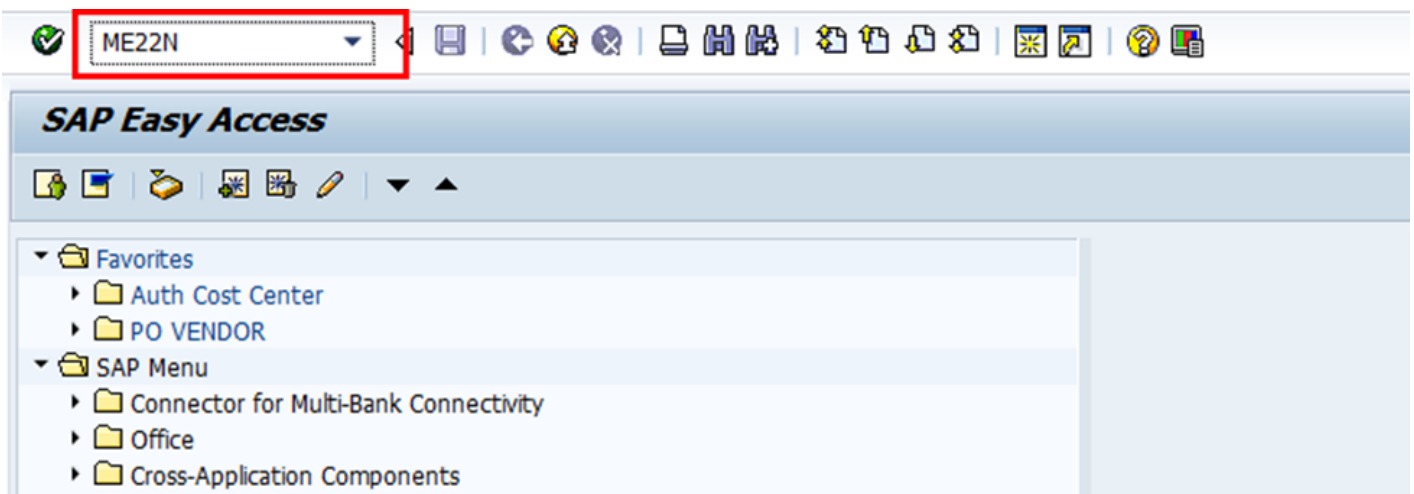 ME22N
SAP Easy Access
Favorites
Auth Cost Center
PO VENDOR
SAP Menu
Connector for Multi-Bank Connectivity
Office
Cross-Application Components